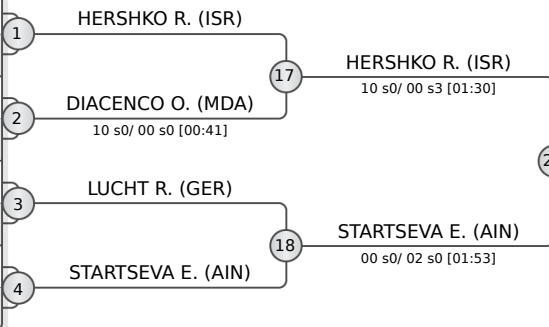 HERSHKO R. (ISR)
1
17
HERSHKO R. (ISR)
10 s0/ 00 s3 [01:30]
DIACENCO O. (MDA)
2
10 s0/ 00 s0 [00:41]
LUCHT R. (GER)
3
18
STARTSEVA E. (AIN)
00 s0/ 02 s0 [01:53]
STARTSEVA E. (AIN)
4